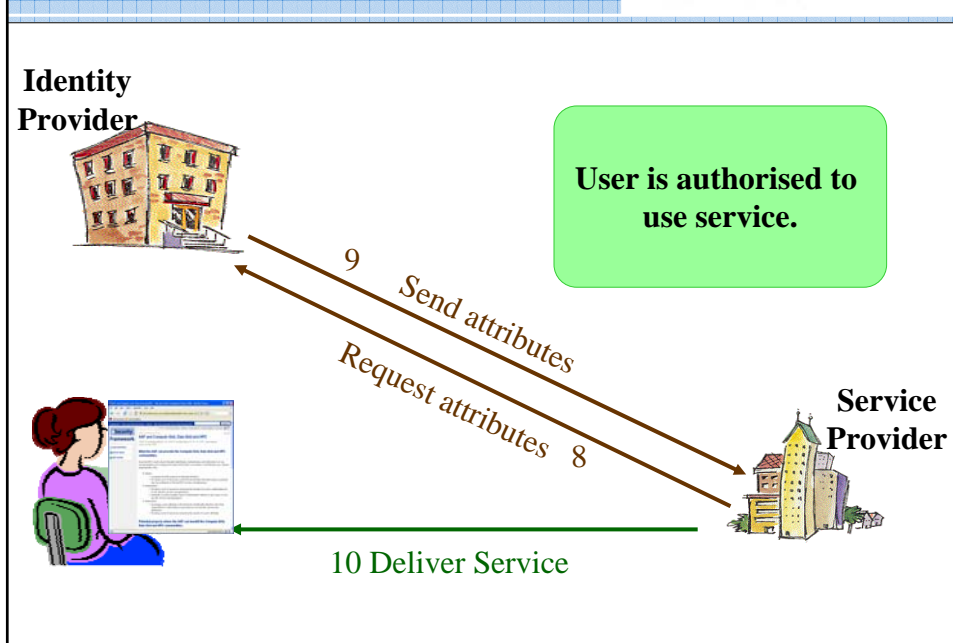 Identity
Provider
User is authorised to
use service.
9 Send attributes
Request attributes 8
Service
Provider
10 Deliver Service
Security